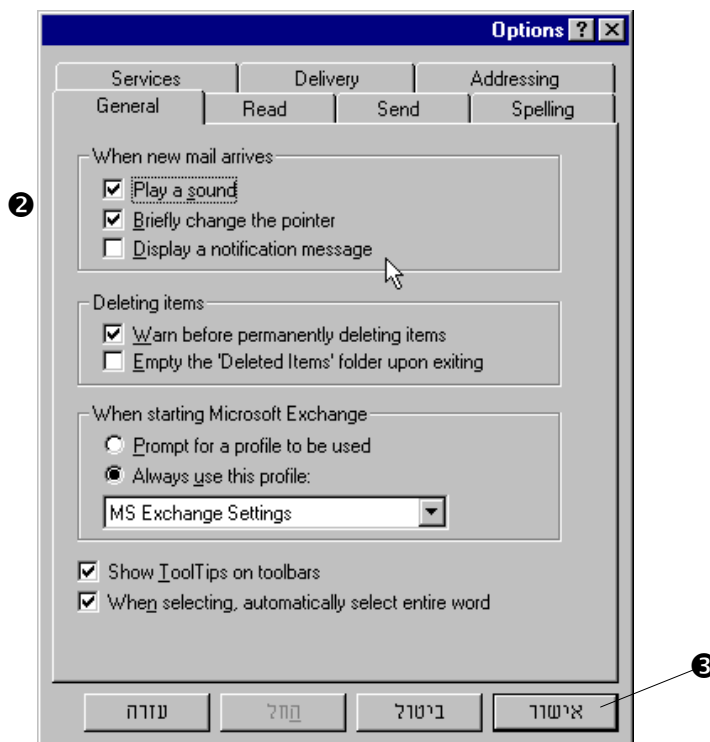 Options
Services Delivery Addressing
General Read Send Spelling
When new mail arrives
❷
Play a sound
Briefly change the pointer
Display a notification message
Deleting items
Warn before permanently deleting items
Empty the 'Deleted Items' folder upon exiting
When starting Microsoft Exchange
Prompt for a profile to be used
Always use this profile:
MS Exchange Settings
Show ToolTips on toolbars
When selecting, automatically select entire word
❸
אישור ביטול החל עזרה